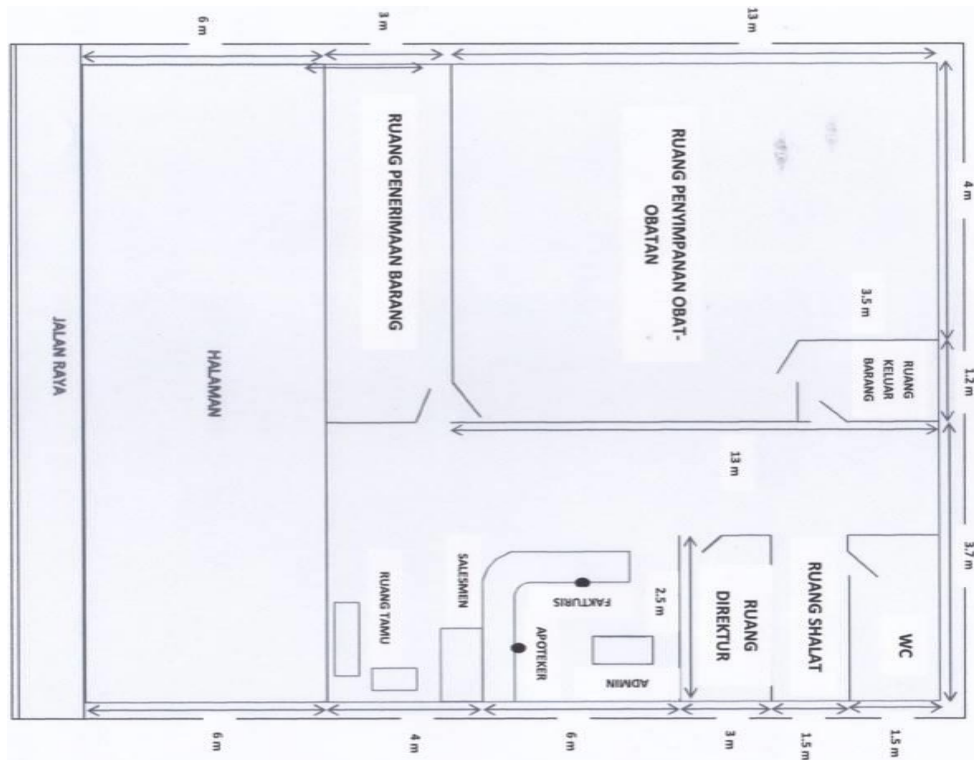 6 m
3 m
13 m
4 m
RUANG PENERIMAAN BARANG
RUANG PENYIMPANAN OBAT-
OBATAN
3.5 m
RUANG
KELUAR
BARANG
1.2 m
JALAN RAYA
HALAMAN
13 m
3.7 m
RUANG TAMU
SALESMEN
FAKTURIS
APOTEKER
ADMIN
2.5 m
RUANG
DIREKTUR
RUANG SHALAT
WC
6 m
4 m
6 m
3 m
1.5 m
1.5 m